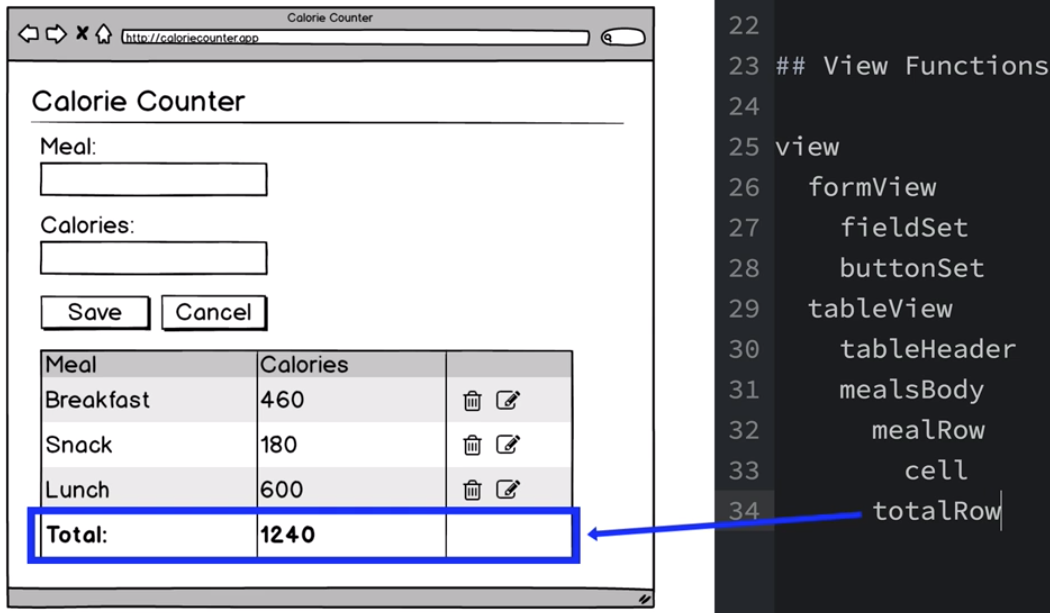 Calorie Counter
http://caloriecounter.app
Calorie Counter
Meal:
Calories:
Save Cancel
Meal Calories
Breakfast 460
Snack 180
Lunch 600
Total: 1240
22
23 ## View Functions
24
25 view
26 formView
27 fieldSet
28 buttonSet
29 tableView
30 tableHeader
31 mealsBody
32 mealRow
33 cell
34 totalRow